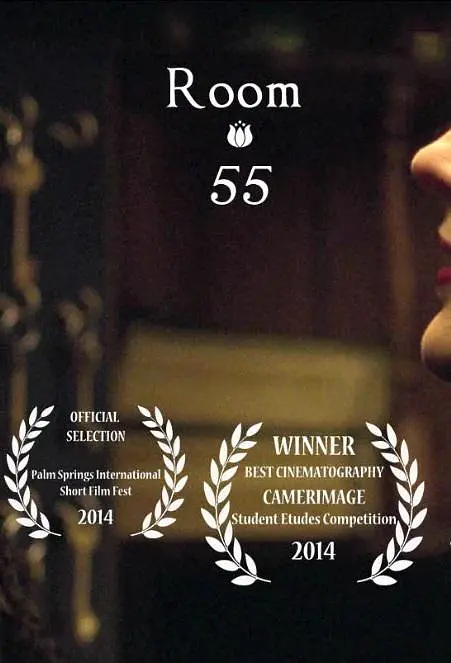 Room
55
OFFICIAL
SELECTION
Palm Springs International
Short Film Fest
2014
WINNER
BEST CINEMATOGRAPHY
CAMERIMAGE
Student Etudes Competition
2014